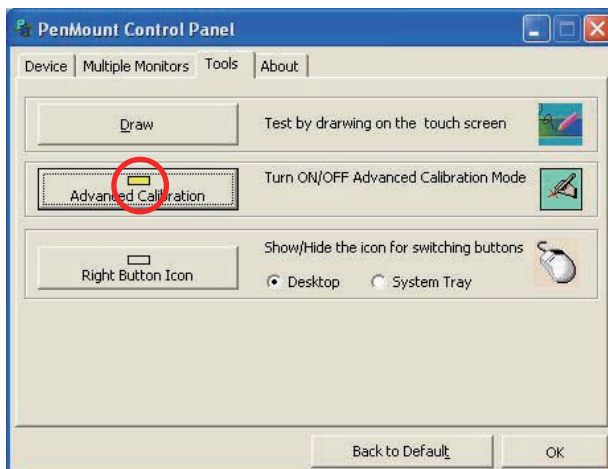 PenMount Control Panel
Device Multiple Monitors Tools About
Draw Test by drarwing on the touch screen
Advanced Calibration Turn ON/OFF Advanced Calibration Mode
Right Button Icon Show/Hide the icon for switching buttons
Desktop System Tray
Back to Default OK